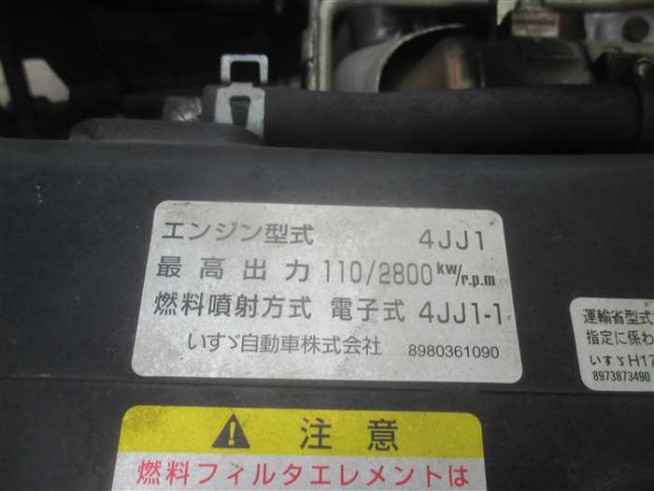 エンジン型式 4JJ1
最高出力 110/2800 kw/r.p.m
燃料噴射方式 電子式 4JJ1-1
いすゞ自動車株式会社 8980361090
運輸省型式
指定に係わ
いすゞH17
8973873490
注意
燃料フィルタエレメントは